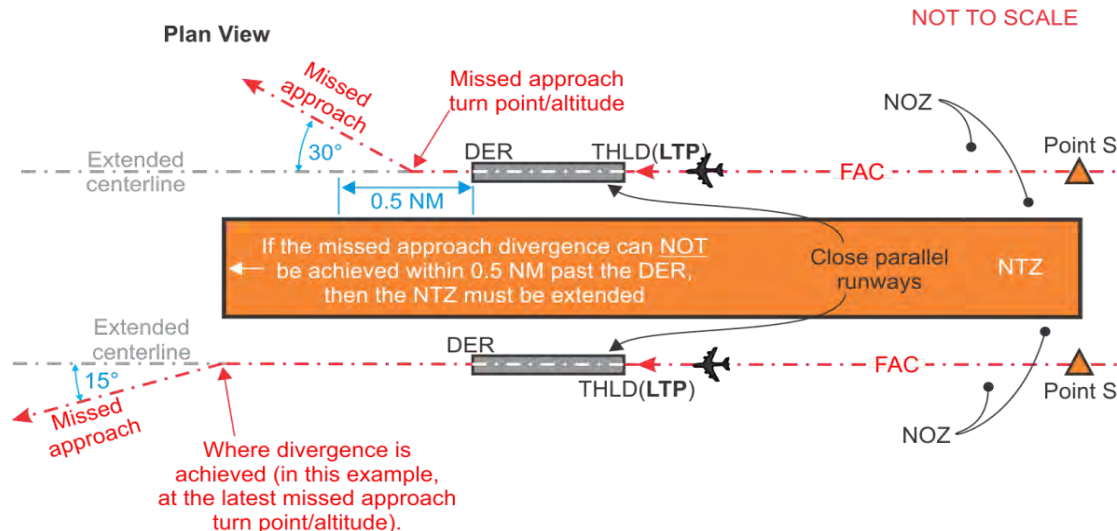 NOT TO SCALE
Plan View
Missed
approach
Missed approach
turn point/altitude
NOZ
30°
DER
THLD(LTP)
Point S
Extended
centerline
FAC
0.5 NM
If the missed approach divergence can NOT
be achieved within 0.5 NM past the DER,
then the NTZ must be extended
Close parallel
runways
NTZ
Extended
centerline
DER
FAC
15°
THLD(LTP)
Point S
Missed
approach
NOZ
Where divergence is
achieved (in this example,
at the latest missed approach
turn point/altitude).